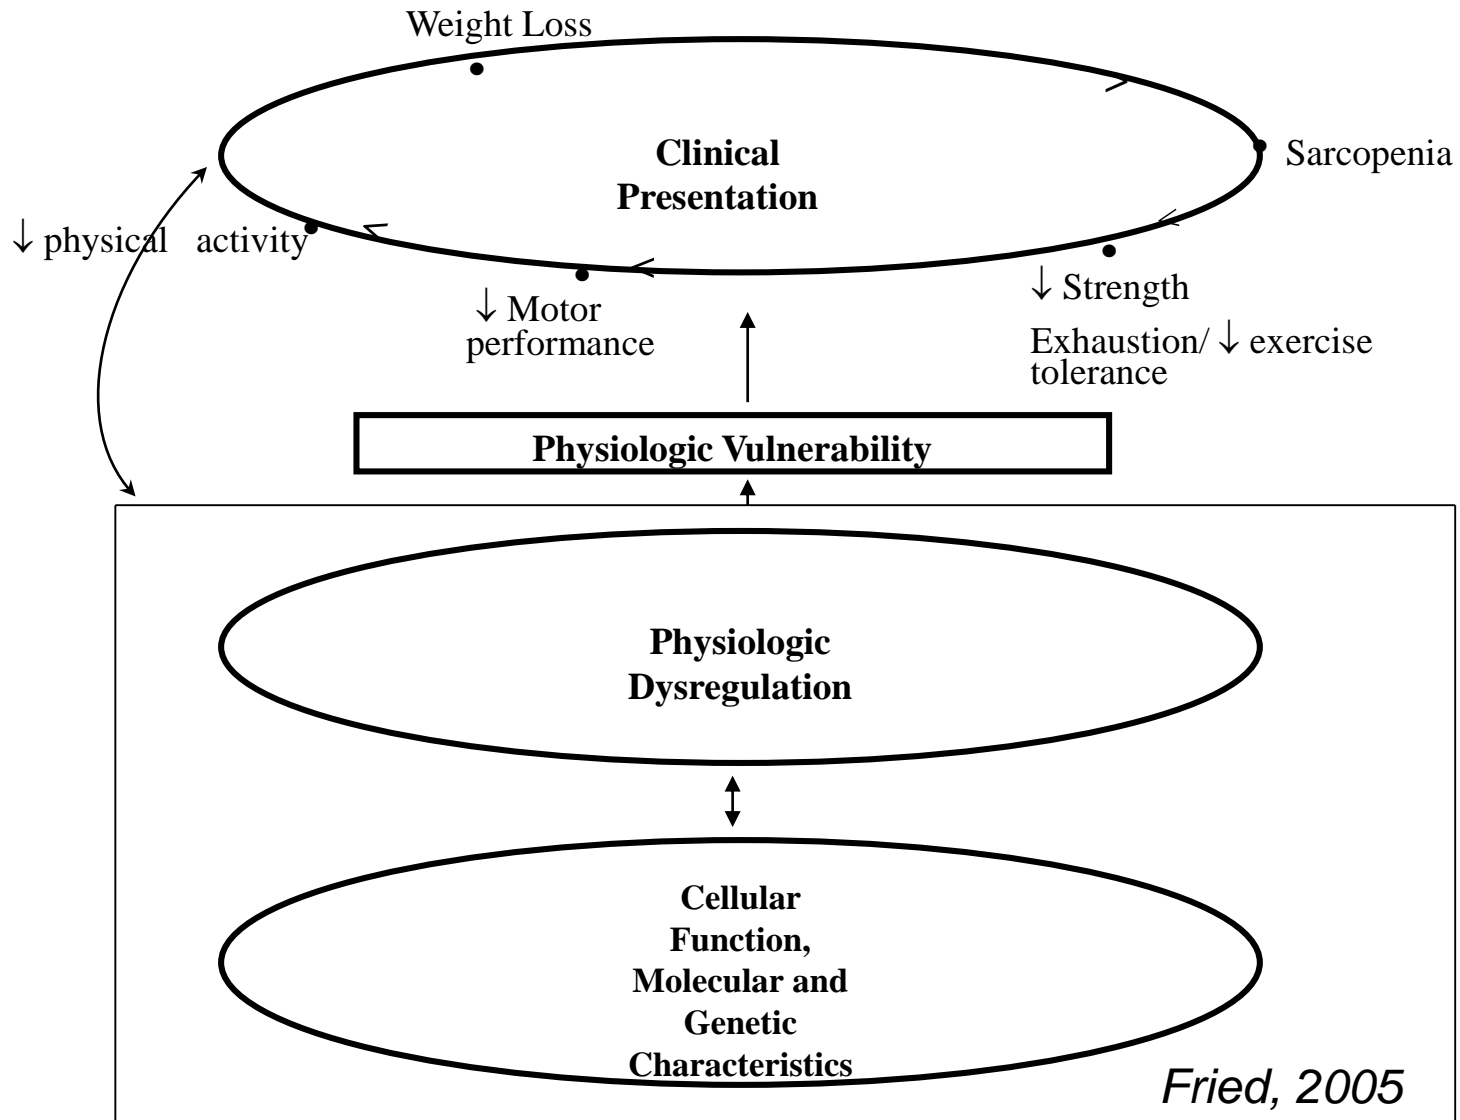 Weight Loss
Clinical
Presentation
Sarcopenia
↓ physical activity
↓ Strength
↓ Motor
performance
Exhaustion/ ↓ exercise
tolerance
Physiologic Vulnerability
Physiologic
Dysregulation
Cellular
Function,
Molecular and
Genetic
Characteristics
Fried, 2005